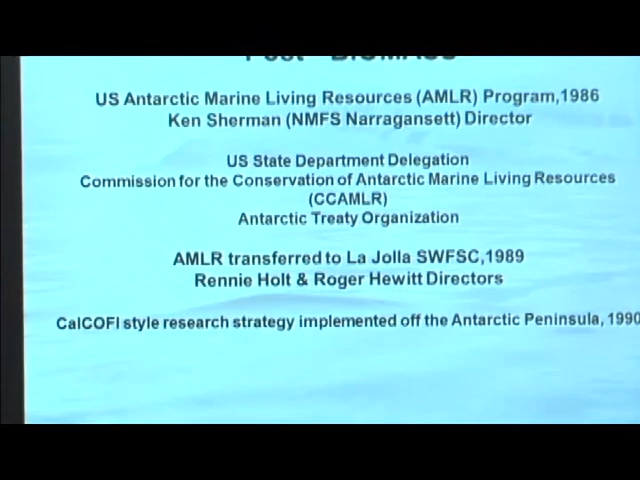 Post - BIOMASS
US Antarctic Marine Living Resources (AMLR) Program,1986
Ken Sherman (NMFS Narragansett) Director
US State Department Delegation
Commission for the Conservation of Antarctic Marine Living Resources
(CCAMLR)
Antarctic Treaty Organization
AMLR transferred to La Jolla SWFSC,1989
Rennie Holt & Roger Hewitt Directors
CalCOFI style research strategy implemented off the Antarctic Peninsula, 1990